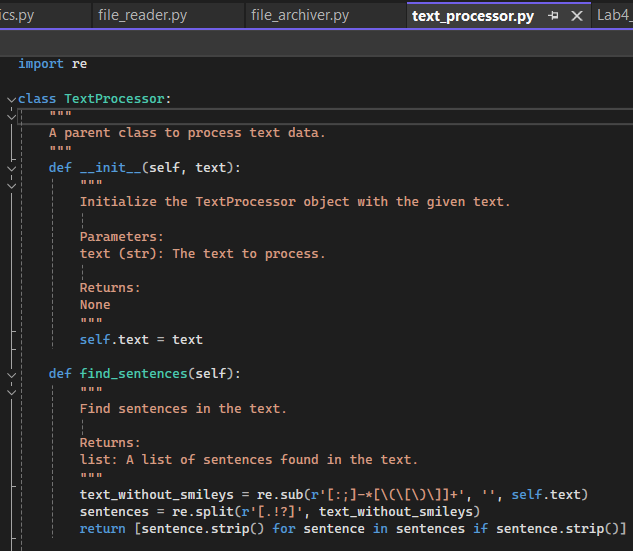 ics.py file_reader.py file_archiver.py text_processor.py Lab4_
import re
class TextProcessor:
"""
A parent class to process text data.
"""
def __init__(self, text):
"""
Initialize the TextProcessor object with the given text.
Parameters:
text (str): The text to process.
Returns:
None
"""
self.text = text
def find_sentences(self):
"""
Find sentences in the text.
Returns:
list: A list of sentences found in the text.
"""
text_without_smileys = re.sub(r'[:;]-*[\(\[\)\]]+', '', self.text)
sentences = re.split(r'[.!?]', text_without_smileys)
return [sentence.strip() for sentence in sentences if sentence.strip()]